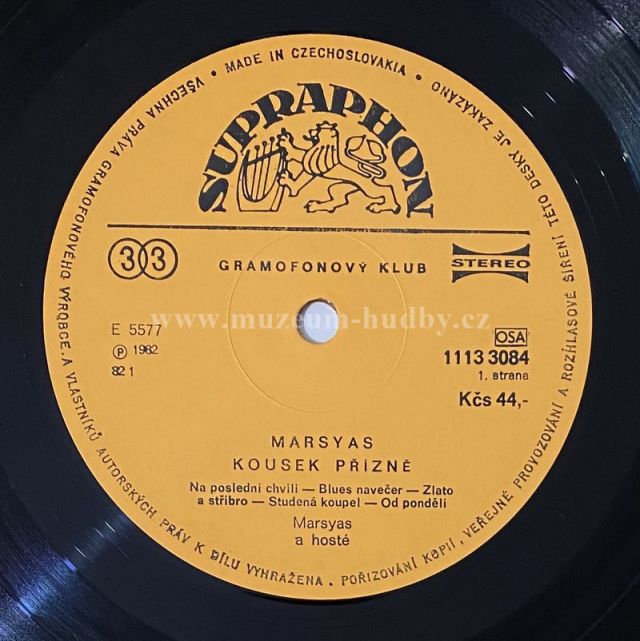 MADE IN CZECHOSLOVAKIA •
VŠECHNA PRÁVA GRAMOFONOVÉHO VÝROBCE A VLASTNÍKŮ AUTORSKÝCH PRÁV K DÍLU VYHRAŽENA. POŘIZOVÁNÍ KOPIÍ, VEŘEJNÉ PROVOZOVÁNÍ A ROZHLASOVÉ ŠÍŘENÍ TÉTO DESKY JE ZAKÁZÁNO •
SUPRAPHON
33 GRAMOFONOVÝ KLUB STEREO
www.muzeum-hudby.cz
E 5577
Ⓟ 1982
82 1
OSA
1113 3084
1. strana
Kčs 44,-
MARSYAS
KOUSEK PŘÍZNĚ
Na poslední chvíli — Blues navečer — Zlato
a stříbro — Studená koupel — Od pondělí
Marsyas
a hosté